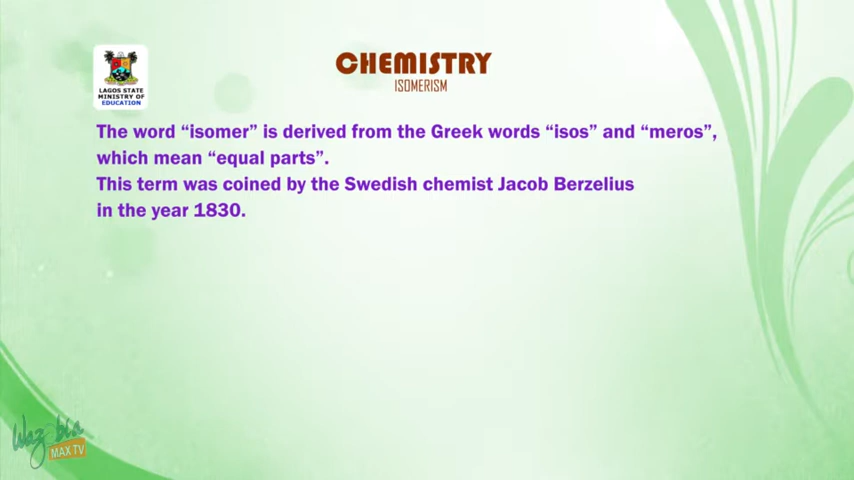 CHEMISTRY
ISOMERISM
LAGOS STATE
MINISTRY OF
EDUCATION
The word “isomer” is derived from the Greek words “isos” and “meros”,
which mean “equal parts”.
This term was coined by the Swedish chemist Jacob Berzelius
in the year 1830.
Wazobia
MAX TV